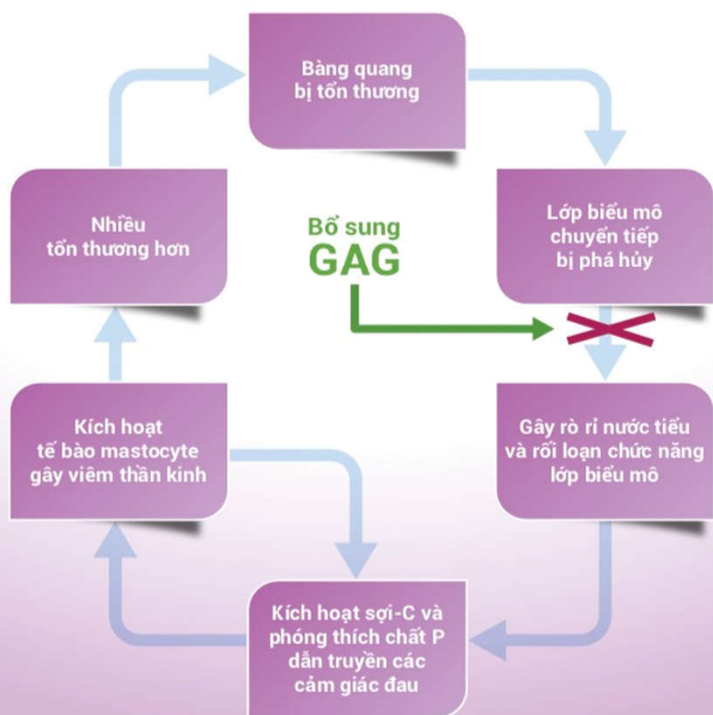 Bàng quang
bị tổn thương
Lớp biểu mô
chuyển tiếp
bị phá hủy
Gây rò rỉ nước tiểu
và rối loạn chức năng
lớp biểu mô
Kích hoạt sợi-C và
phóng thích chất P
dẫn truyền các
cảm giác đau
Kích hoạt
tế bào mastocyte
gây viêm thần kinh
Nhiều
tổn thương hơn
Bổ sung
GAG